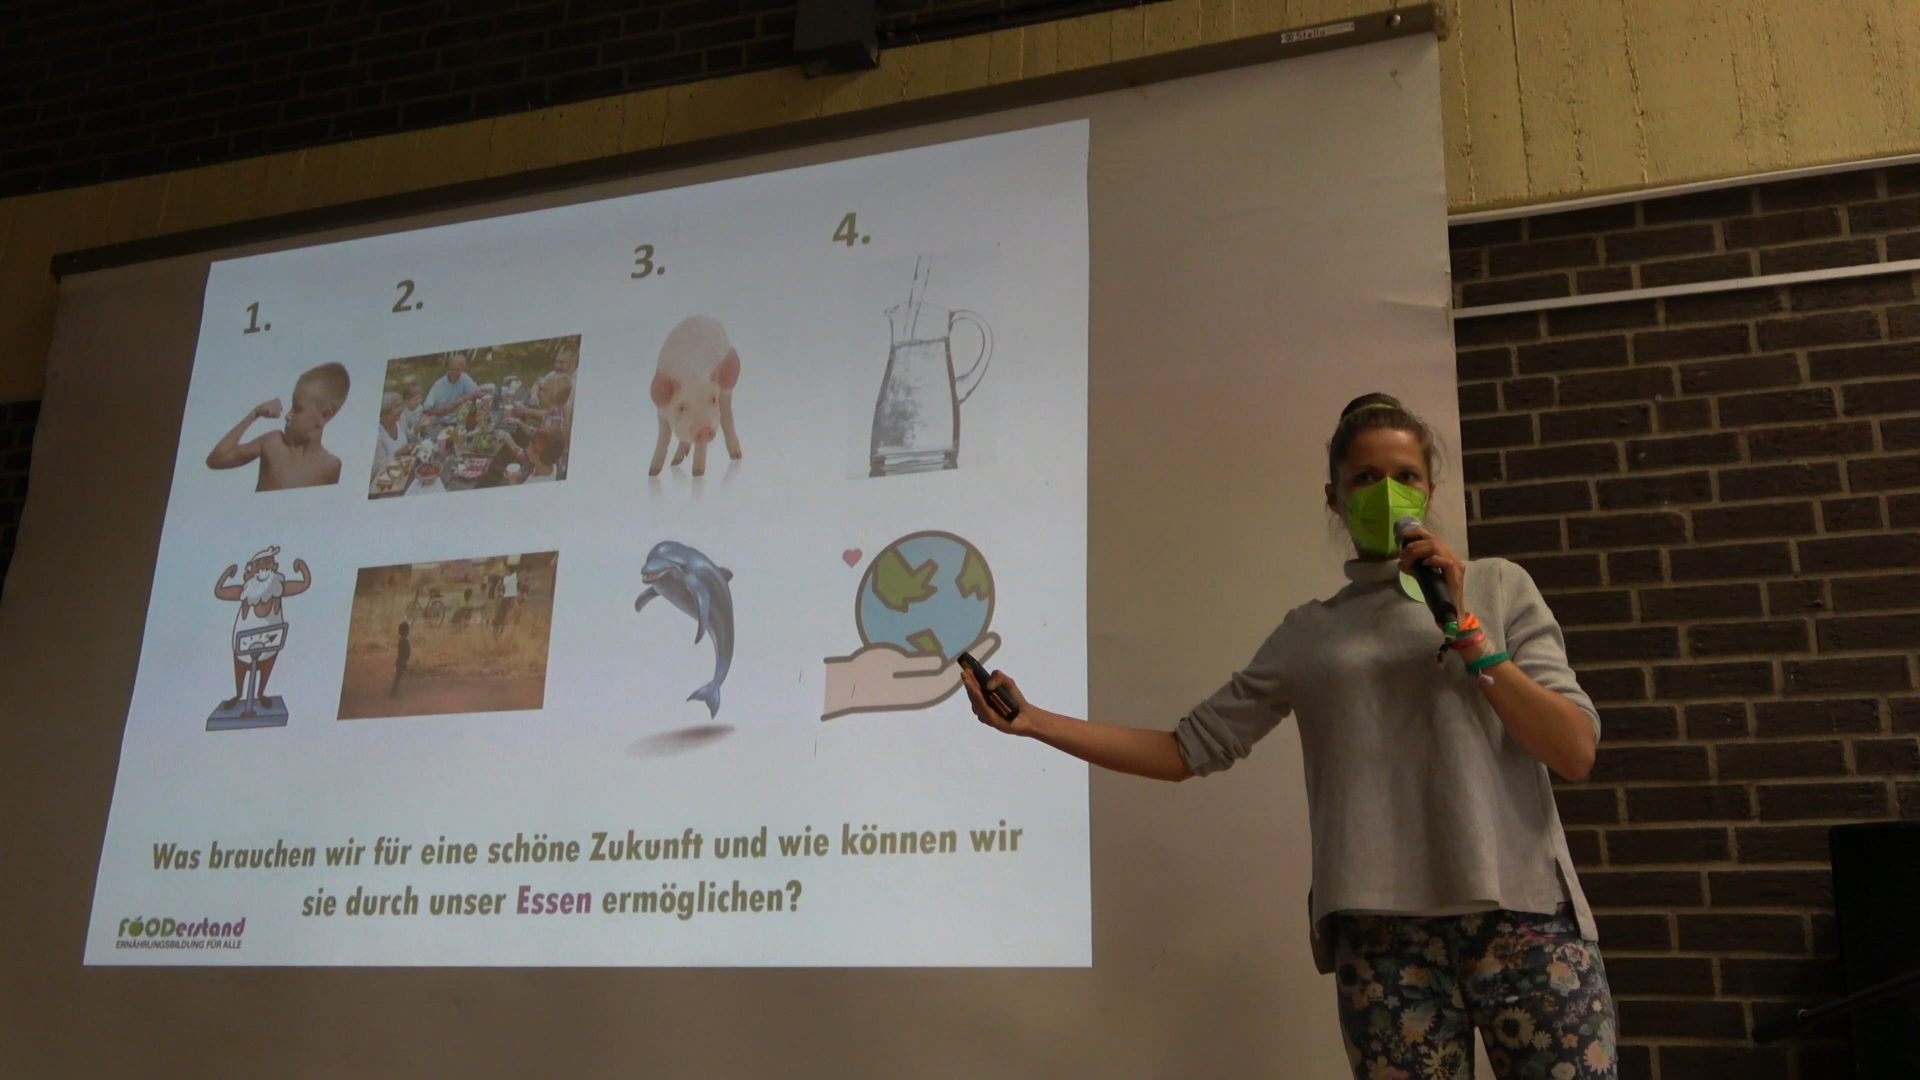 Stella
1.
2.
3.
4.
Was brauchen wir für eine schöne Zukunft und wie können wir
sie durch unser Essen ermöglichen?
FOODerstand
ERNÄHRUNGSBILDUNG FÜR ALLE